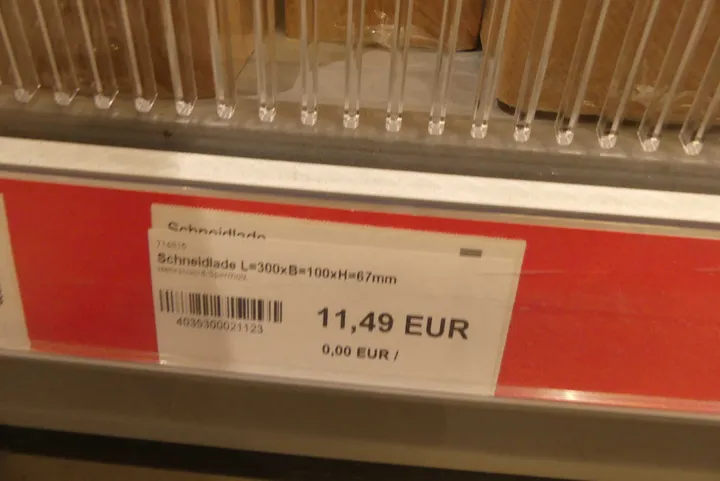 Schneidlade
Schneidlade L=300xB=100xH=67mm
4035300021123
11,49 EUR
0,00 EUR /